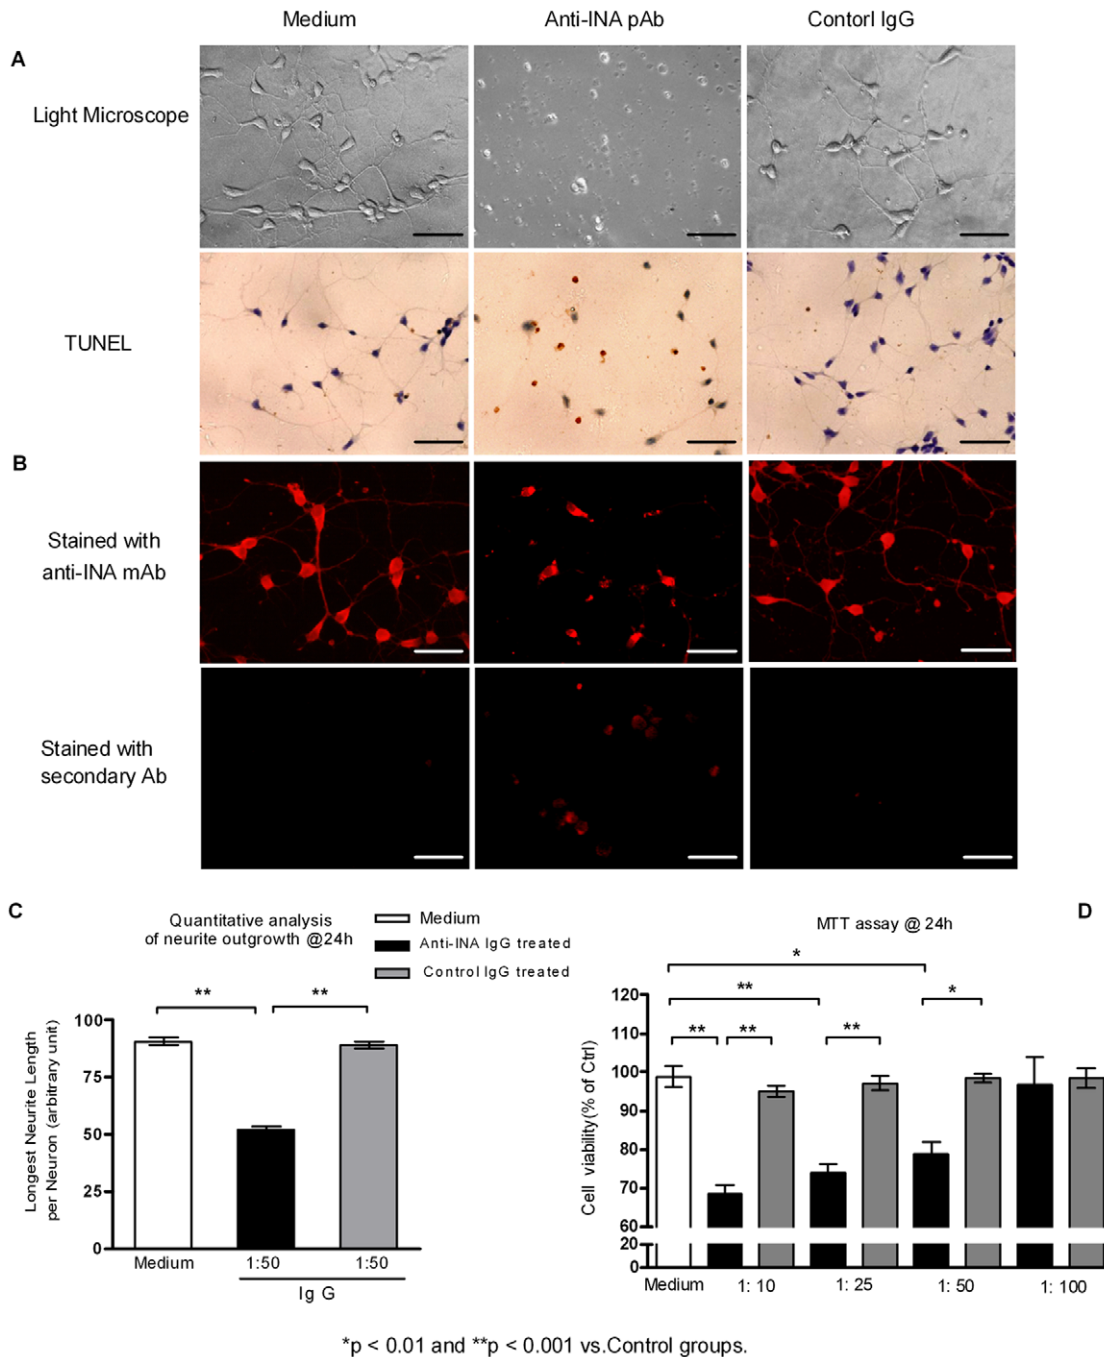 Medium Anti-INA pAb Contorl IgG
A
Light Microscope
TUNEL
B
Stained with
anti-INA mAb
Stained with
secondary Ab
C
Quantitative analysis
of neurite outgrowth @24h
Medium
Anti-INA IgG treated
Control IgG treated
** **
100
75
50
25
0
Longest Neurite Length
per Neuron (arbitrary unit)
Medium 1:50 1:50
Ig G
D
MTT assay @ 24h
*
** *
** ** **
120
110
100
90
80
70
60
20
0
Cell viability(% of Ctrl)
Medium 1: 10 1: 25 1: 50 1: 100
*p < 0.01 and **p < 0.001 vs.Control groups.